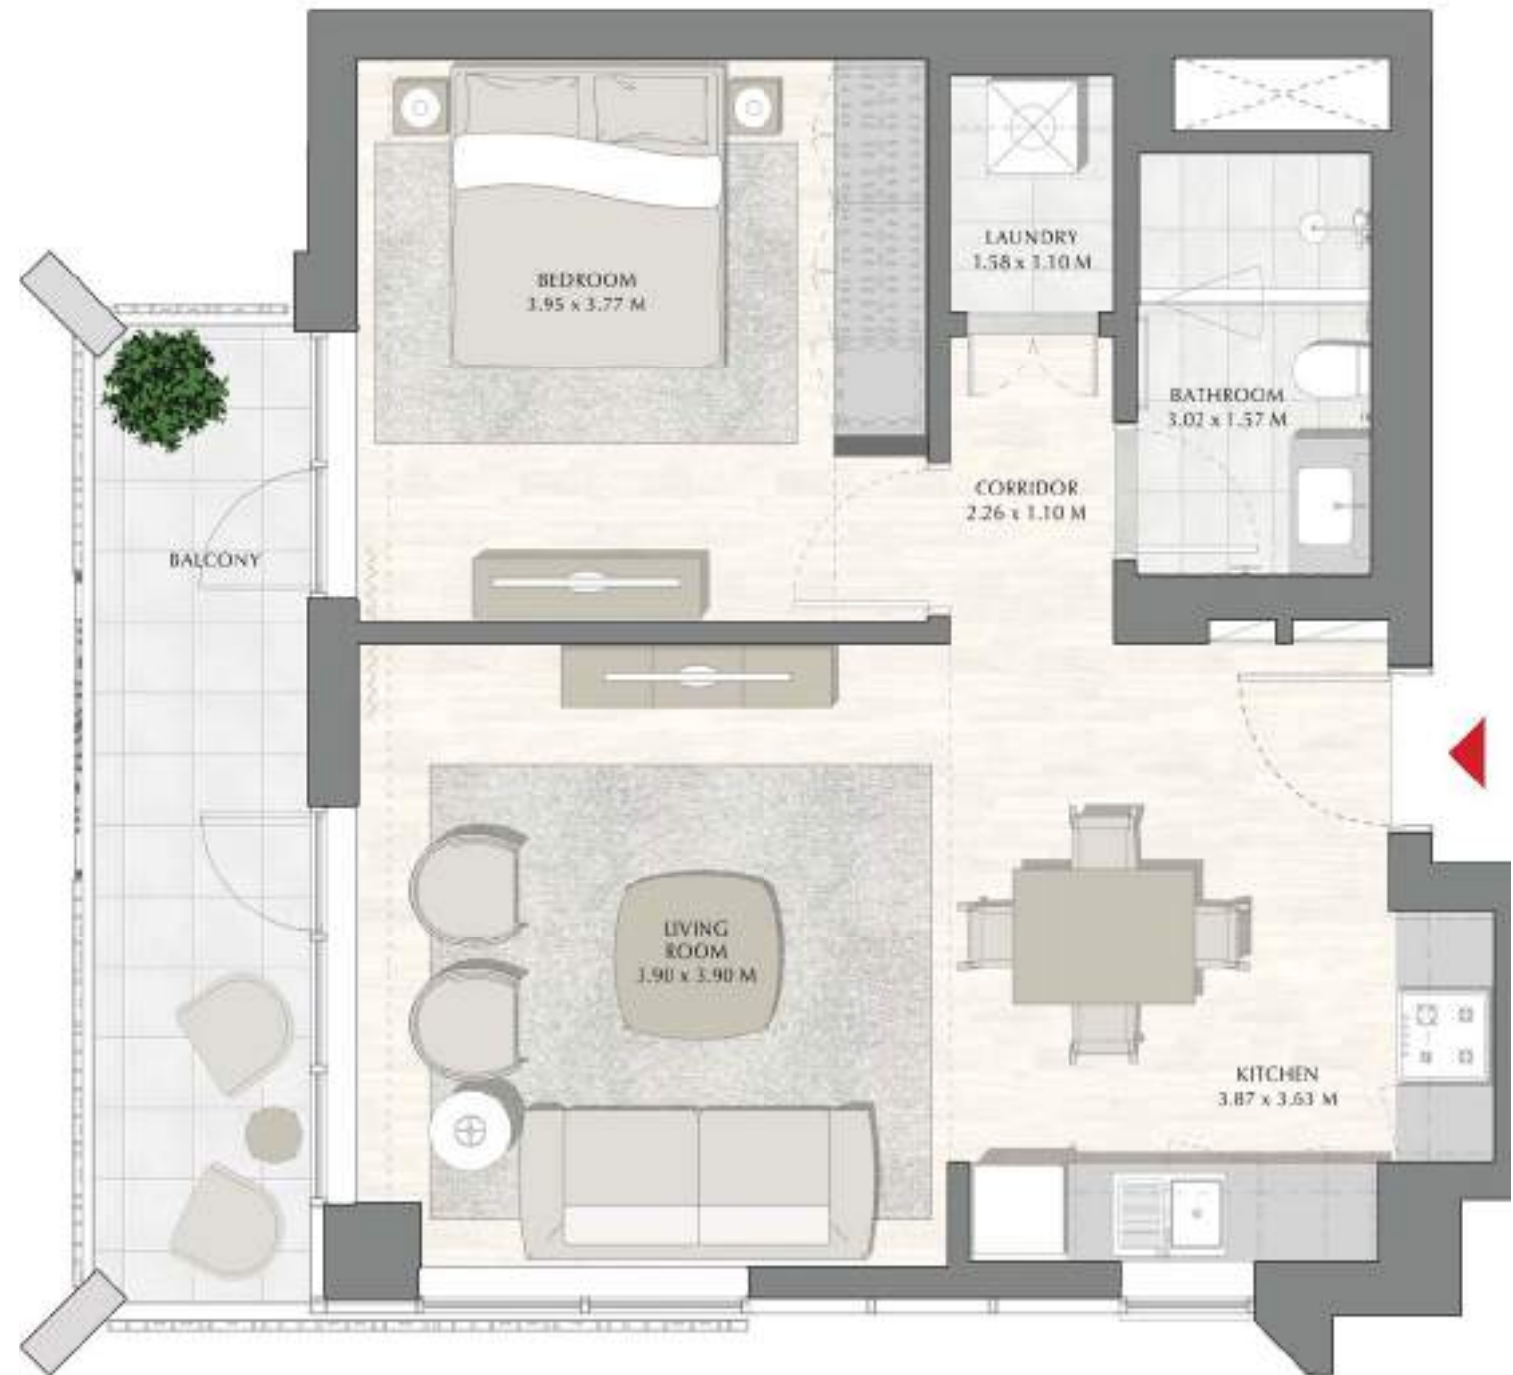 LAUNDRY
1.58 x 1.10 M
BEDROOM
3.95 x 3.77 M
BATHROOM
3.02 x 1.57 M
CORRIDOR
2.26 x 1.10 M
BALCONY
LIVING
ROOM
3.90 x 3.90 M
KITCHEN
3.87 x 3.63 M